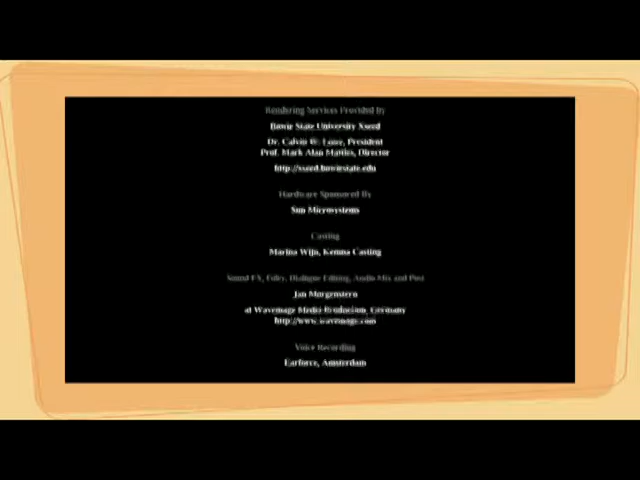 Rendering Services Provided by
Bowie State University Xseed
Dr. Calvin W. Lowe, President
Prof. Mark Alan Matties, Director
http://xseed.bowiestate.edu
Hardware Sponsored By
Sun Microsystems
Casting
Marina Wijn, Kemna Casting
Sound FX, Foley, Dialogue Editing, Audio Mix and Post
Jan Morgenstern
at Wavemage Media Production, Germany
http://www.wavemage.com
Voice Recording
Earforce, Amsterdam